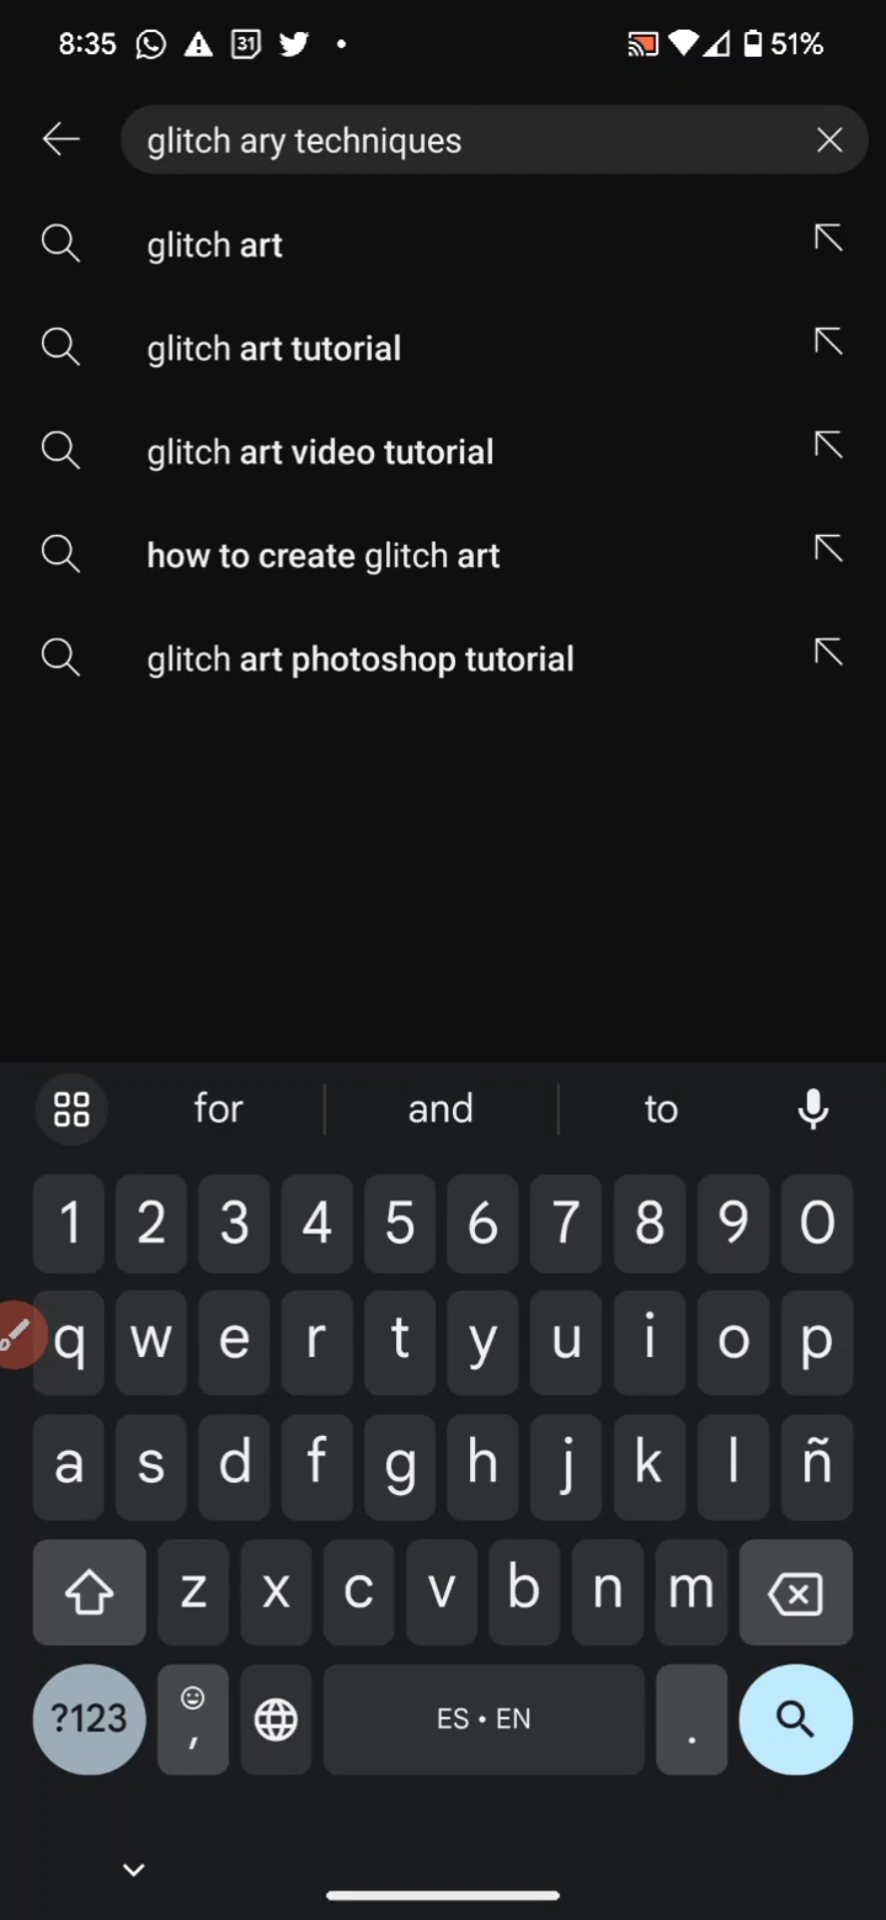 8:35 31 51%
glitch ary techniques
glitch art
glitch art tutorial
glitch art video tutorial
how to create glitch art
glitch art photoshop tutorial
for and to
1 2 3 4 5 6 7 8 9 0
q w e r t y u i o p
a s d f g h j k l ñ
z x c v b n m
?123 , ES • EN .